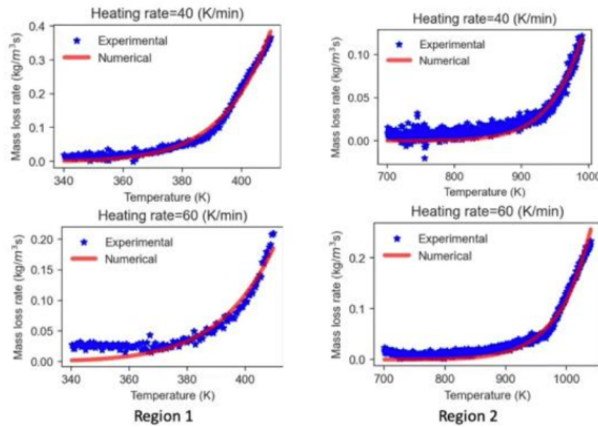 Heating rate=40 (K/min)
Mass loss rate (kg/m³s)
0.4
0.3
0.2
0.1
0.0
Experimental
Numerical
340
360
380
400
Temperature (K)
Heating rate=40 (K/min)
Mass loss rate (kg/m³s)
0.10
0.05
0.00
Experimental
Numerical
700
800
900
1000
Temperature (K)
Heating rate=60 (K/min)
Mass loss rate (kg/m³s)
0.20
0.15
0.10
0.05
0.00
Experimental
Numerical
340
360
380
400
Temperature (K)
Heating rate=60 (K/min)
Mass loss rate (kg/m³s)
0.2
0.1
0.0
Experimental
Numerical
700
800
900
1000
Temperature (K)
Region 1
Region 2